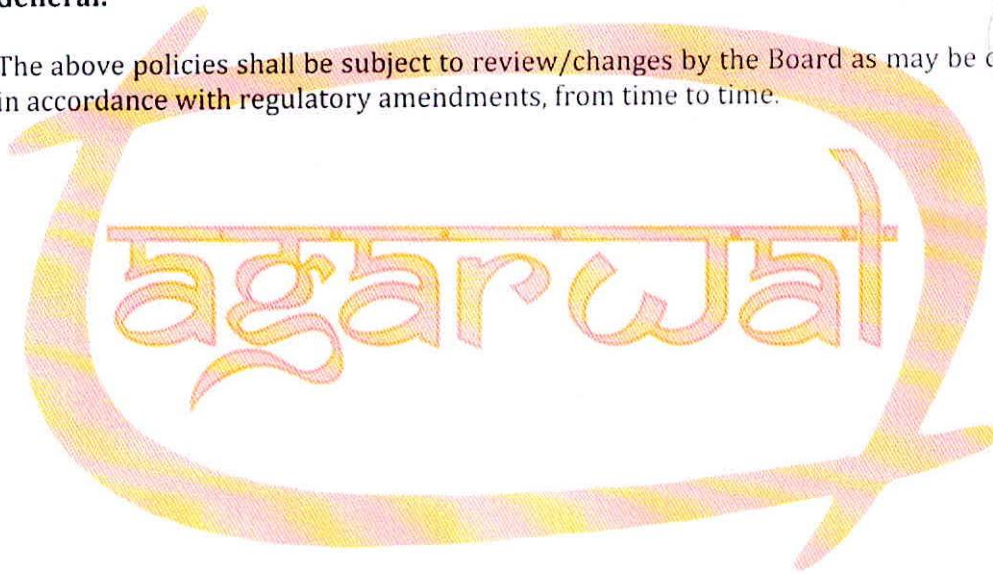 General:
The above policies shall be subject to review/changes by the Board as may be
in accordance with regulatory amendments, from time to time.
agarwal